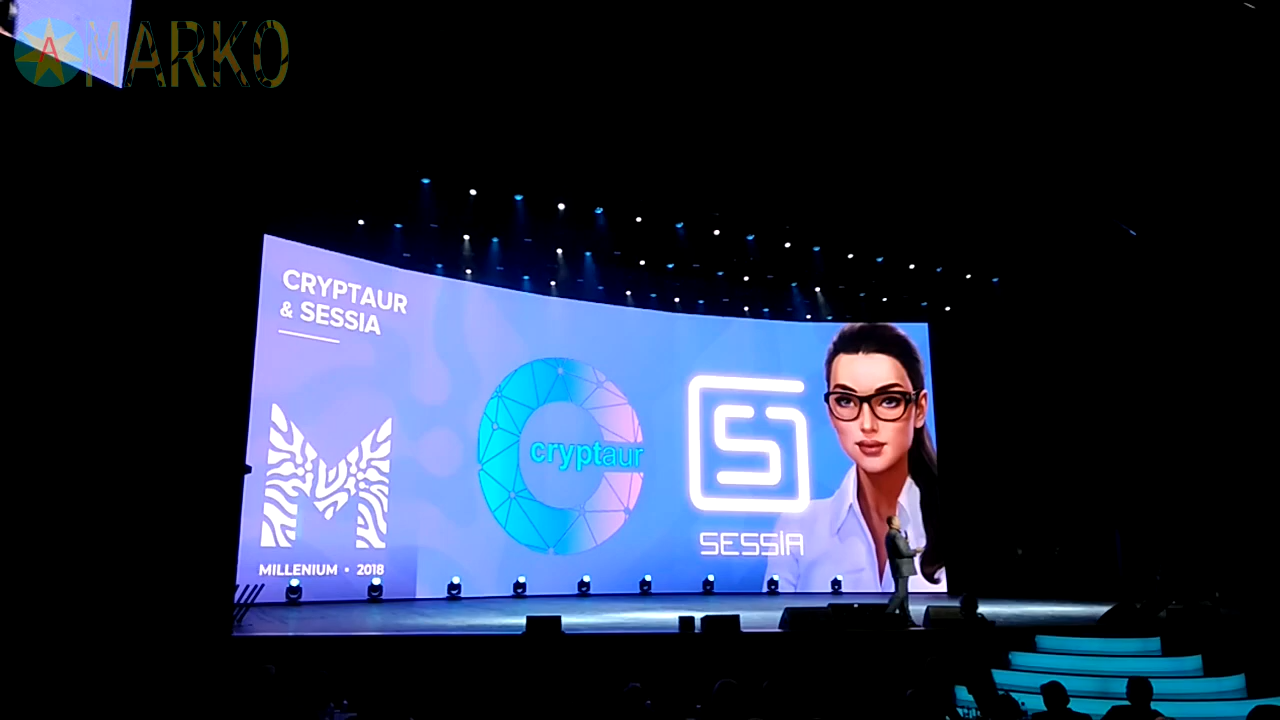 A MARKO
CRYPTAUR
& SESSIA
MILLENIUM • 2018
cryptaur
SESSIA